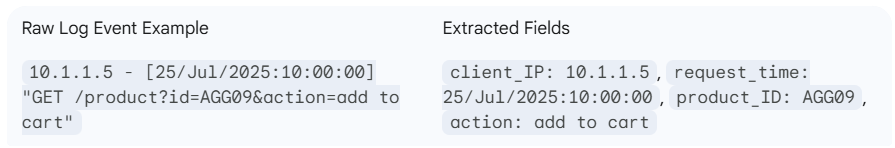 Raw Log Event Example
10.1.1.5 - [25/Jul/2025:10:00:00]
"GET /product?id=AGG09&action=add to
cart"
Extracted Fields
client_IP: 10.1.1.5, request_time:
25/Jul/2025:10:00:00, product_ID: AGG09,
action: add to cart